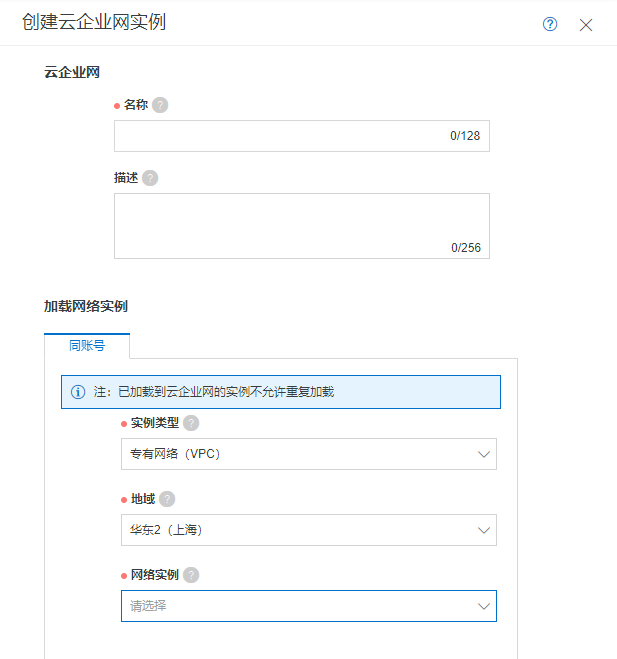 创建云企业网实例
云企业网
名称
0/128
描述
0/256
加载网络实例
同账号
注：已加载到云企业网的实例不允许重复加载
实例类型
专有网络（VPC）
地域
华东2（上海）
网络实例
请选择